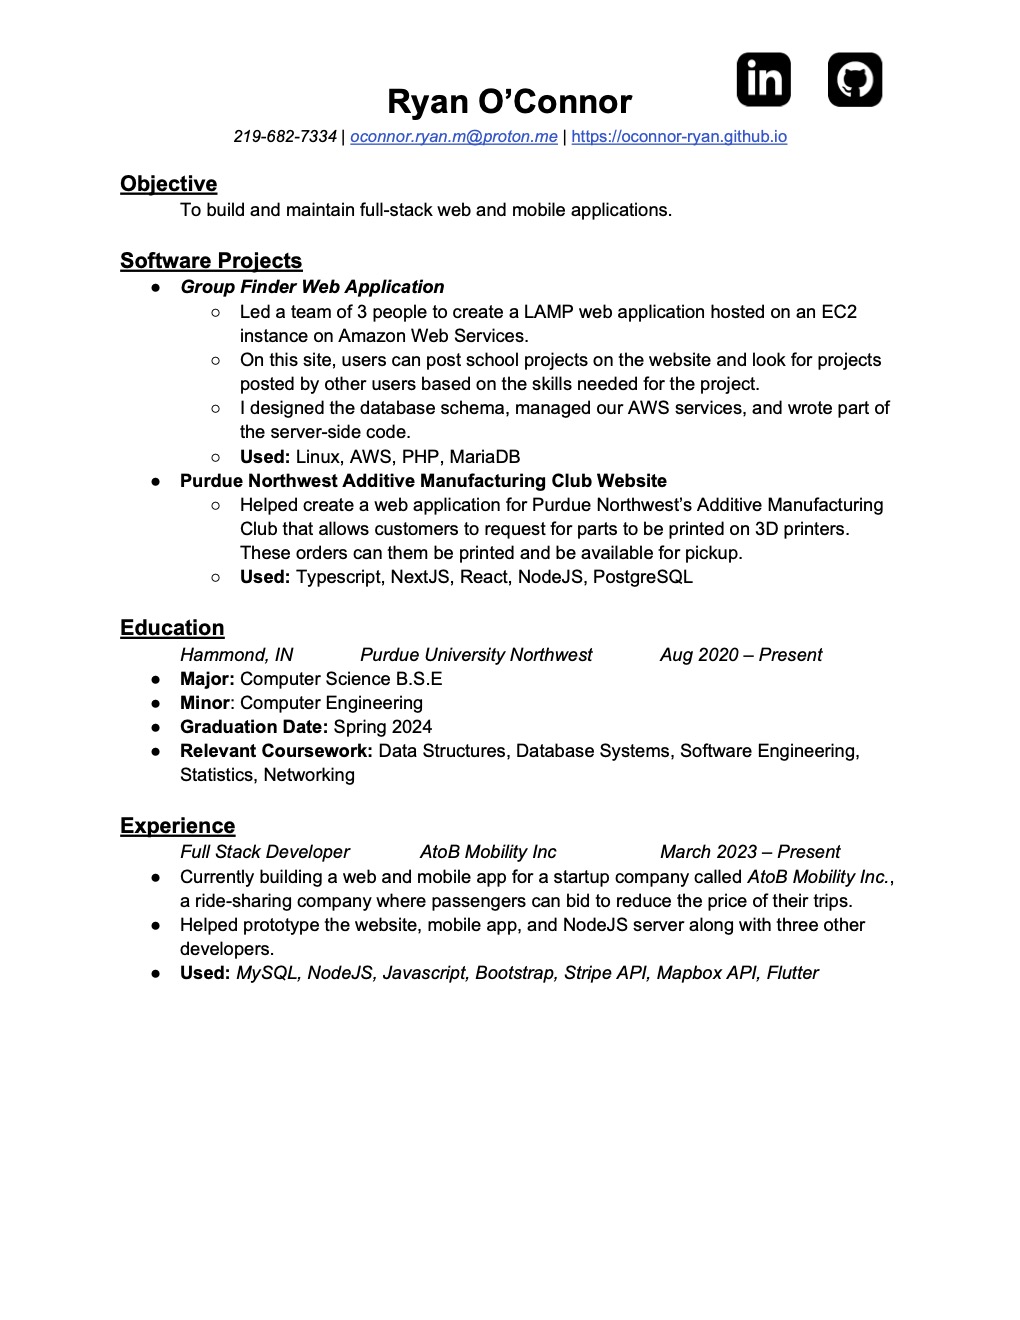 in
Ryan O’Connor
219-682-7334 | oconnor.ryan.m@proton.me | https://oconnor-ryan.github.io
Objective
To build and maintain full-stack web and mobile applications.
Software Projects
● Group Finder Web Application
○ Led a team of 3 people to create a LAMP web application hosted on an EC2
instance on Amazon Web Services.
○ On this site, users can post school projects on the website and look for projects
posted by other users based on the skills needed for the project.
○ I designed the database schema, managed our AWS services, and wrote part of
the server-side code.
○ Used: Linux, AWS, PHP, MariaDB
● Purdue Northwest Additive Manufacturing Club Website
○ Helped create a web application for Purdue Northwest’s Additive Manufacturing
Club that allows customers to request for parts to be printed on 3D printers.
These orders can them be printed and be available for pickup.
○ Used: Typescript, NextJS, React, NodeJS, PostgreSQL
Education
Hammond, IN Purdue University Northwest Aug 2020 – Present
● Major: Computer Science B.S.E
● Minor: Computer Engineering
● Graduation Date: Spring 2024
● Relevant Coursework: Data Structures, Database Systems, Software Engineering,
Statistics, Networking
Experience
Full Stack Developer AtoB Mobility Inc March 2023 – Present
● Currently building a web and mobile app for a startup company called AtoB Mobility Inc.,
a ride-sharing company where passengers can bid to reduce the price of their trips.
● Helped prototype the website, mobile app, and NodeJS server along with three other
developers.
● Used: MySQL, NodeJS, Javascript, Bootstrap, Stripe API, Mapbox API, Flutter